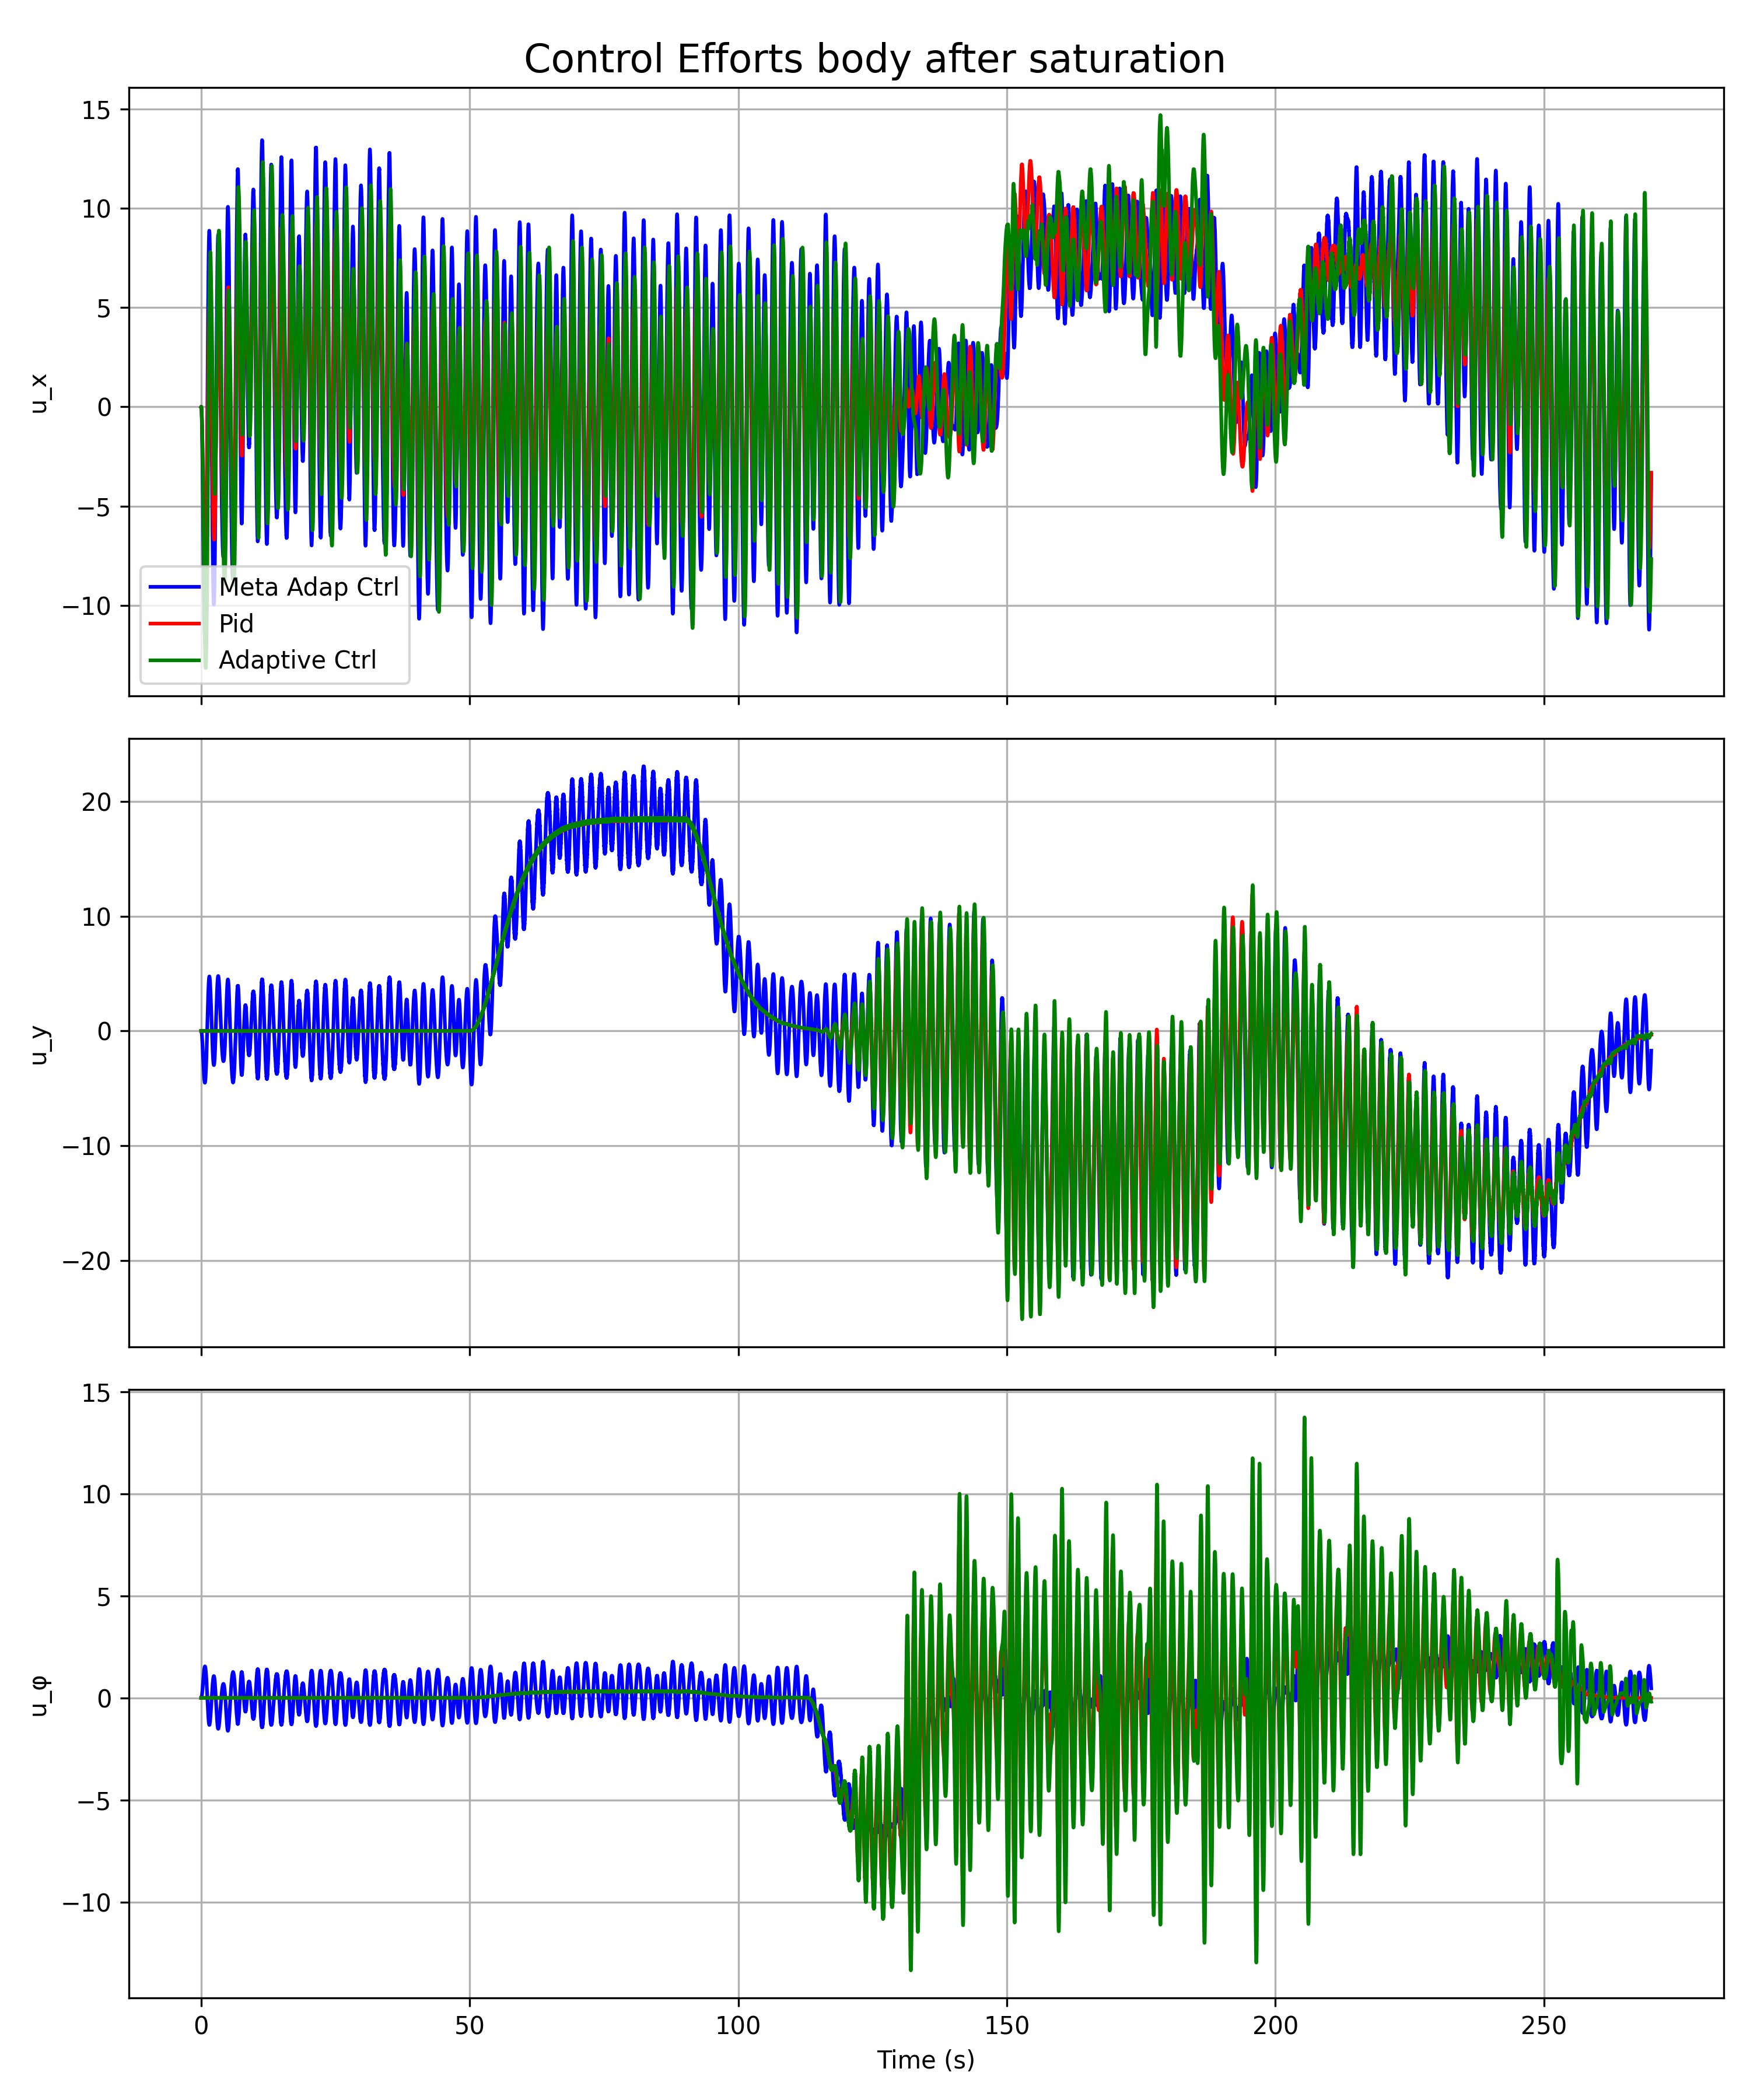 Control Efforts body after saturation
15
10
5
0
−5
−10
u_x
Meta Adap Ctrl
Pid
Adaptive Ctrl
20
10
0
−10
−20
u_y
15
10
5
0
−5
−10
u_φ
0 50 100 150 200 250
Time (s)